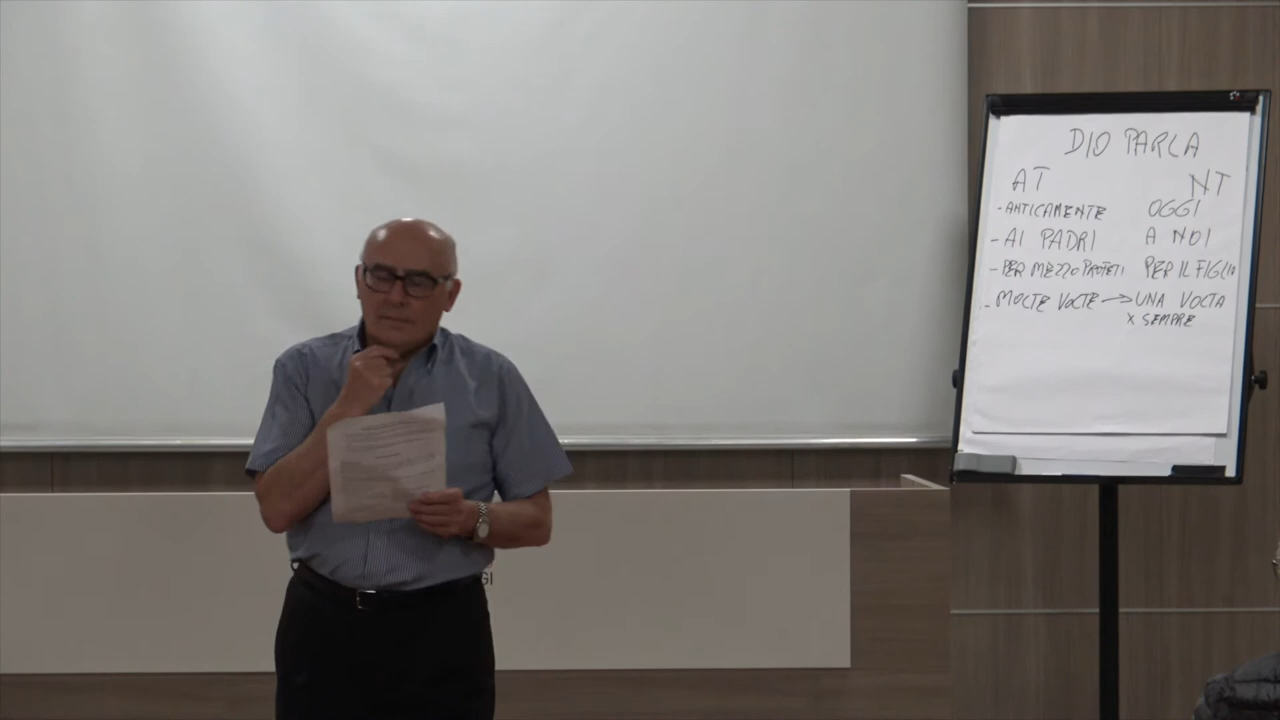 DIO PARLA
AT NT
- ANTICAMENTE OGGI
- AI PADRI A NOI
- PER MEZZO PROFETI PER IL FIGLIO
- MOLTE VOLTE → UNA VOLTA
X SEMPRE
GI